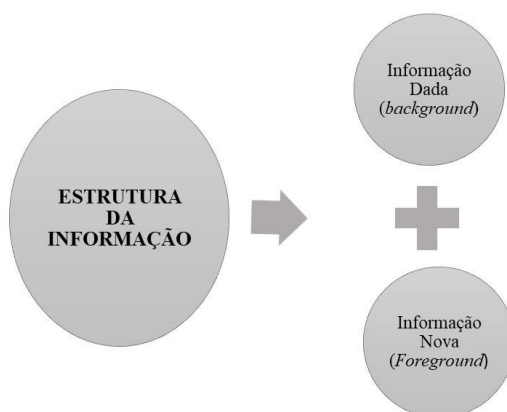 ESTRUTURA
DA
INFORMAÇÃO
Informação
Dada
(background)
Informação
Nova
(Foreground)